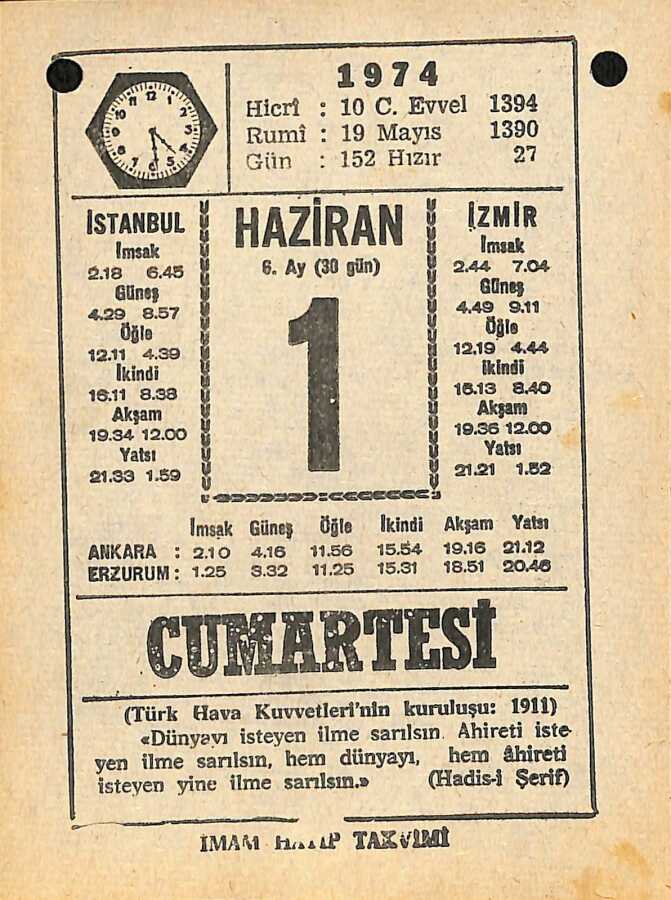 1974
Hicrî : 10 C. Evvel 1394
Rumî : 19 Mayıs 1390
Gün : 152 Hızır 27
İSTANBUL
İmsak
2.18 6.45
Güneş
4.29 8.57
Öğle
12.11 4.39
İkindi
16.11 8.38
Akşam
19.34 12.00
Yatsı
21.33 1.59
HAZİRAN
6. Ay (30 gün)
1
İZMİR
İmsak
2.44 7.04
Güneş
4.49 9.11
Öğle
12.19 4.44
İkindi
16.13 8.40
Akşam
19.36 12.00
Yatsı
21.21 1.52
İmsak Güneş Öğle İkindi Akşam Yatsı
ANKARA : 2.10 4.16 11.56 15.54 19.16 21.12
ERZURUM : 1.25 3.32 11.25 15.31 18.51 20.46
CUMARTESİ
(Türk Hava Kuvvetleri'nin kuruluşu: 1911)
«Dünyayı isteyen ilme sarılsın. Ahireti iste-
yen ilme sarılsın, hem dünyayı, hem âhireti
isteyen yine ilme sarılsın.» (Hadis-i Şerif)
İMAM HATİP TAKVİMİ